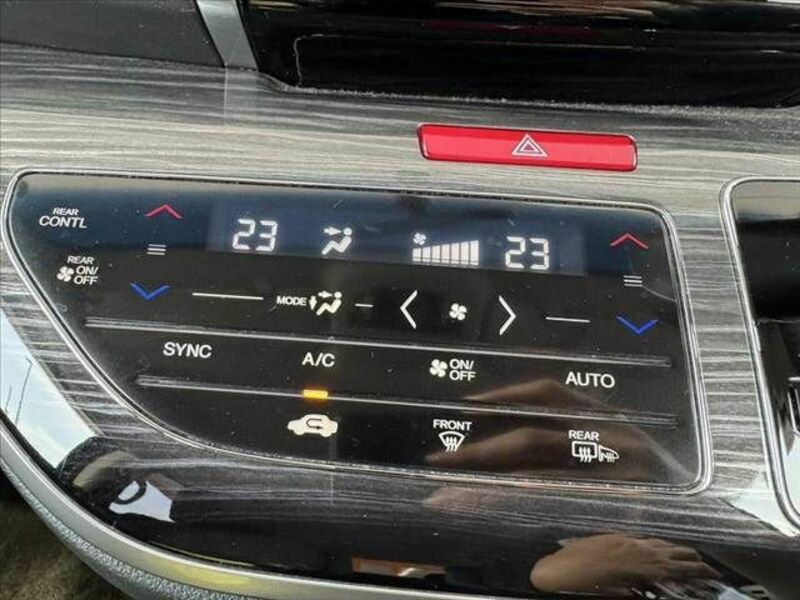 REAR
CONTL
23
23
REAR
ON/
OFF
MODE
SYNC
A/C
ON/
OFF
AUTO
FRONT
REAR